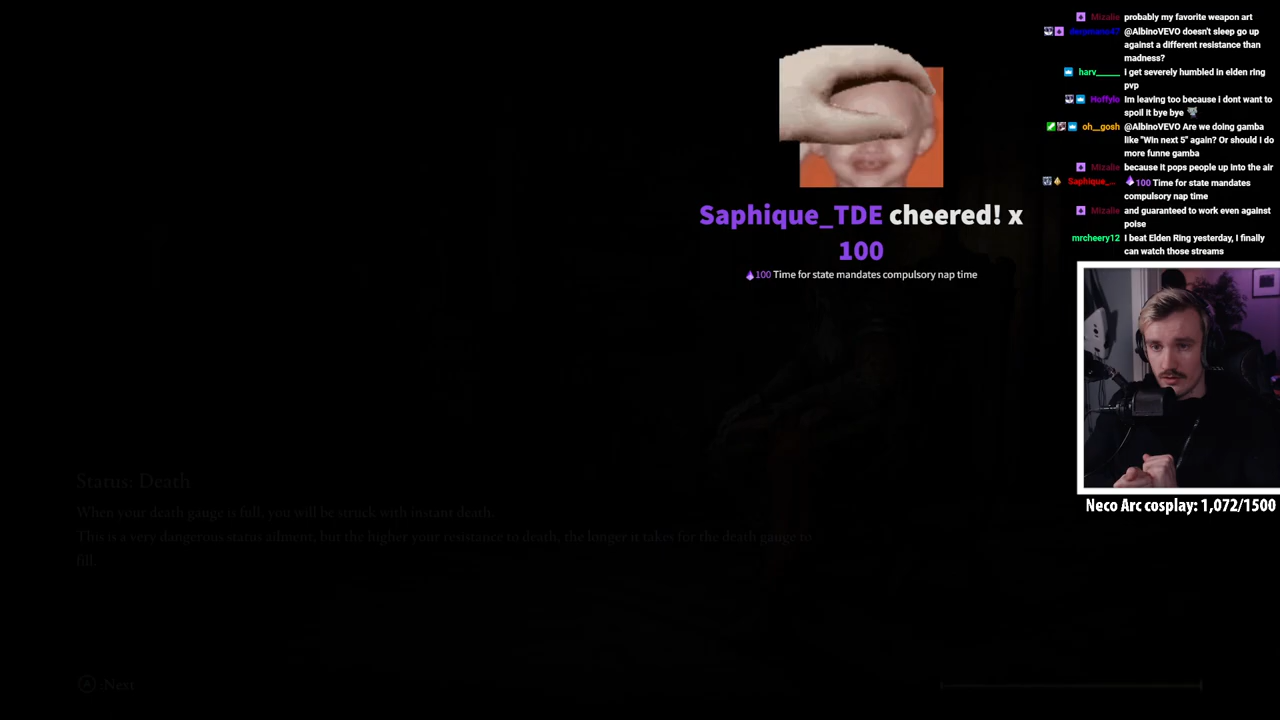 Saphique_TDE cheered! x
100
100 Time for state mandates compulsory nap time
Status: Death
When your death gauge is full, you will be struck with instant death.
This is a very dangerous status ailment, but the higher your resistance to death, the longer it takes for the death gauge to
fill.
Next
Mizalie probably my favorite weapon art
@AlbinoVEVO doesn't sleep go up
against a different resistance than
madness?
harv_____ I get severely humbled in elden ring
pvp
Hoffylo Im leaving too because i dont want to
spoil it bye bye
oh__gosh @AlbinoVEVO Are we doing gamba
like "Win next 5" again? Or should i do
more funne gamba
Mizalie because it pops people up into the air
Saphique_... 100 Time for state mandates
compulsory nap time
Mizalie and guaranteed to work even against
poise
mrcheery12 I beat Elden Ring yesterday, I finally
can watch those streams
Neco Arc cosplay: 1,072/1500